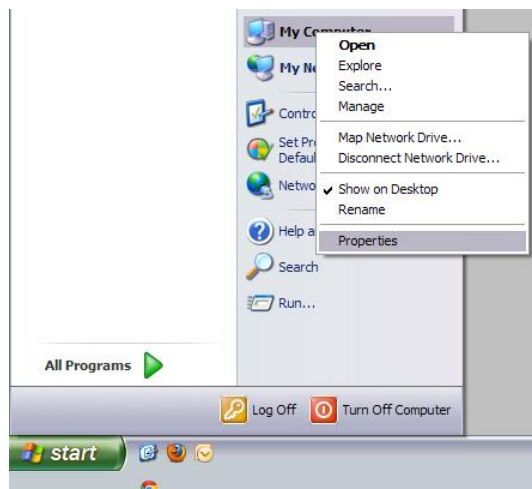 My Computer
Open
Explore
Search...
Manage
Map Network Drive...
Disconnect Network Drive...
Show on Desktop
Rename
Properties
My Ne
Contro
Set Pr
Defaul
Netwo
Help a
Search
Run...
All Programs
Log Off
Turn Off Computer
start